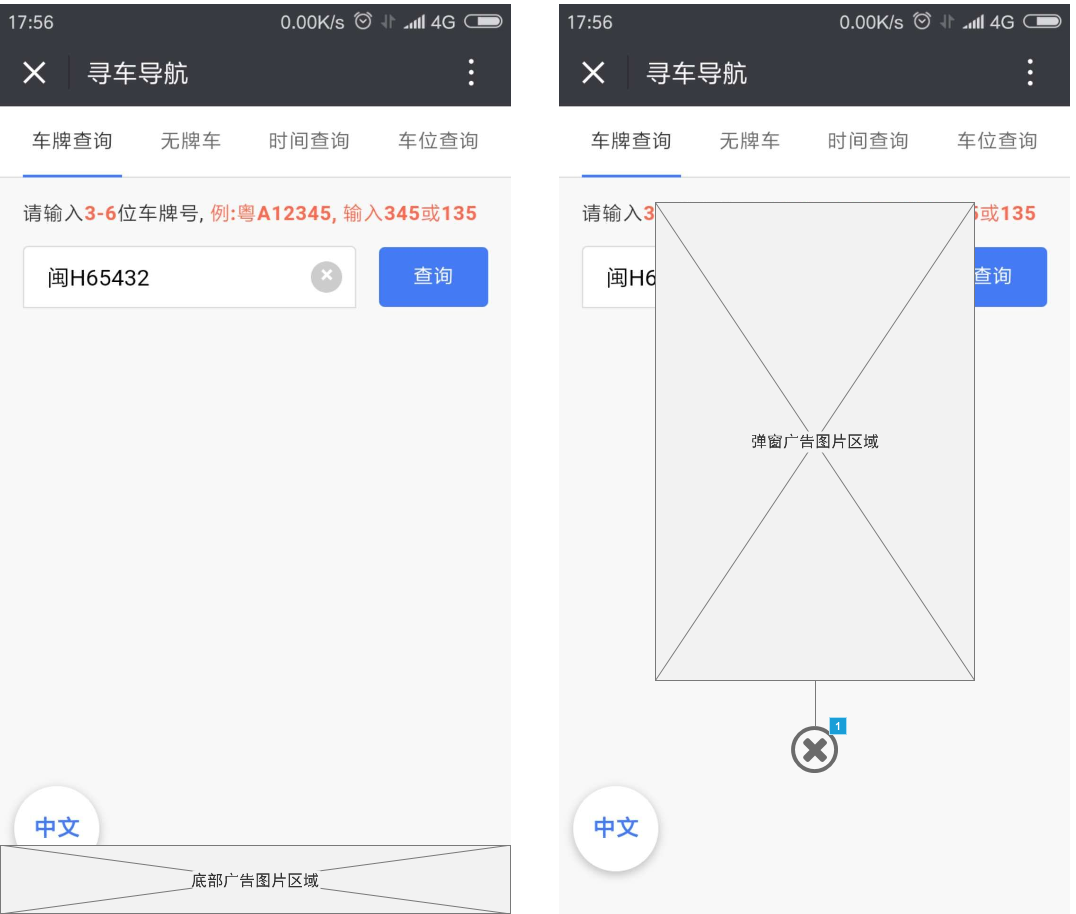 17:56
0.00K/s 4G
寻车导航
车牌查询 无牌车 时间查询 车位查询
请输入3-6位车牌号, 例:粤A12345, 输入345或135
闽H65432
查询
中文
底部广告图片区域
17:56
0.00K/s 4G
寻车导航
车牌查询 无牌车 时间查询 车位查询
请输入3 或135
闽H6
查询
弹窗广告图片区域
1
中文